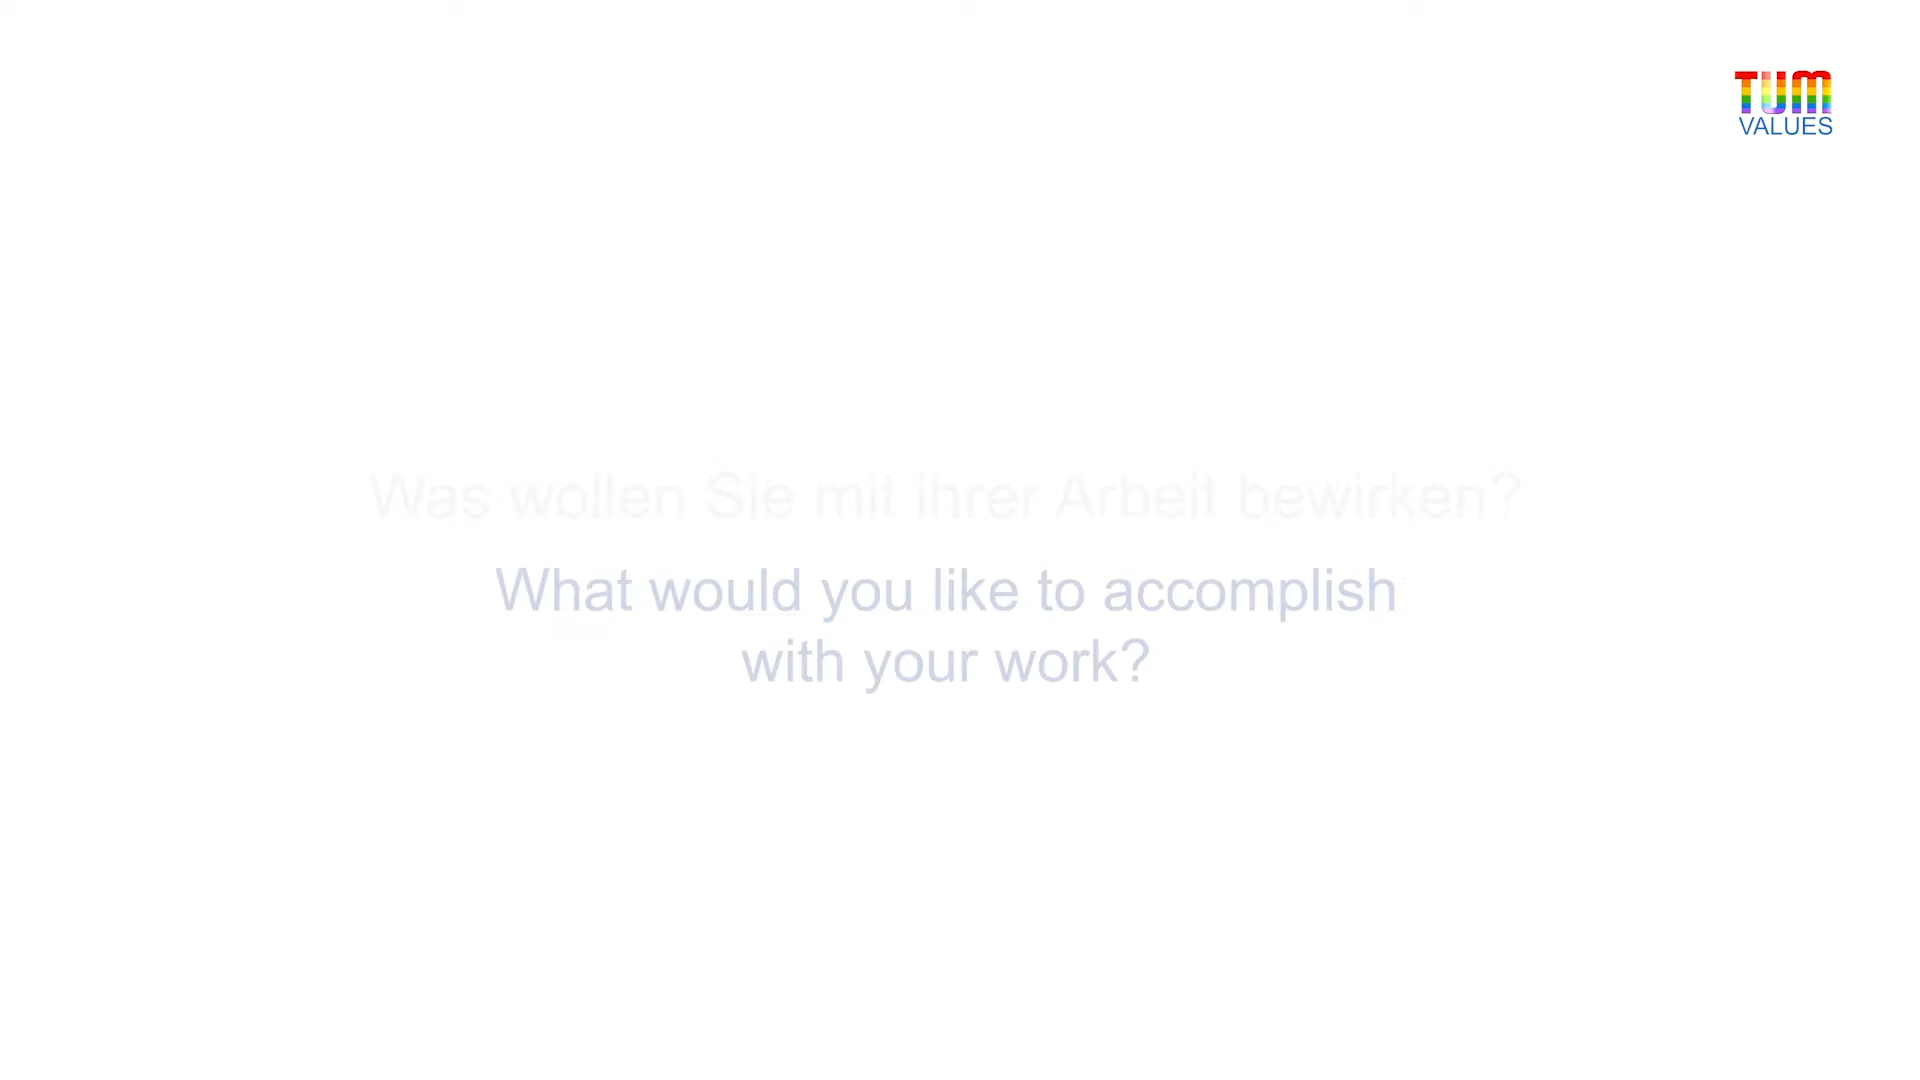 TUM
VALUES
Was wollen Sie mit ihrer Arbeit bewirken?
What would you like to accomplish
with your work?